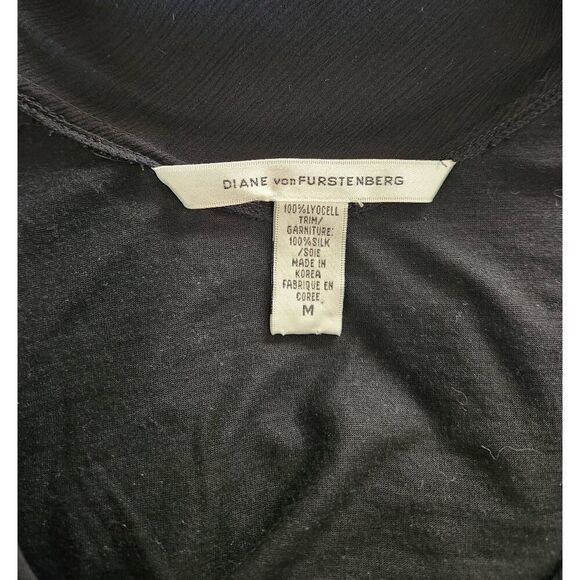 DIANE von FURSTENBERG
100%LYOCELL
TRIM/
GARNITURE:
100%SILK
/SOIE
MADE IN
KOREA
FABRIQUE EN
COREE
M